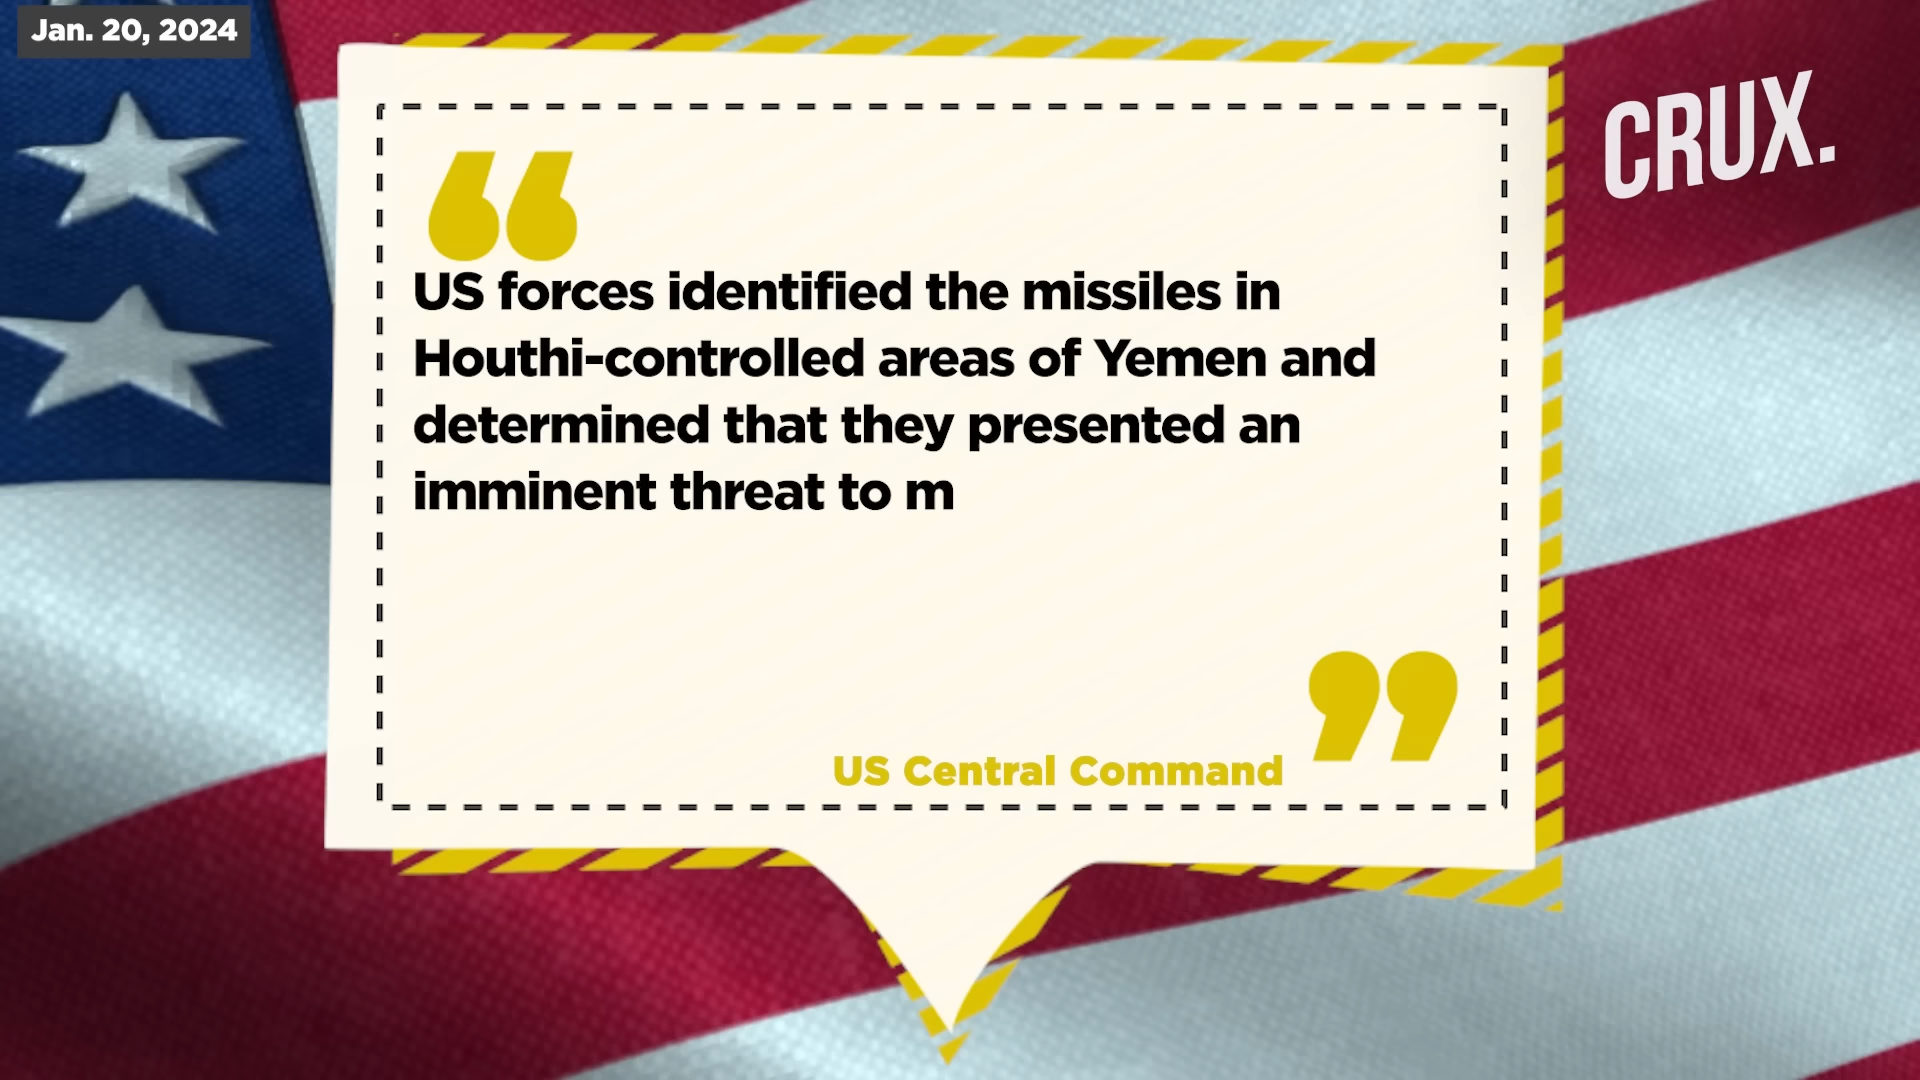 Jan. 20, 2024
CRUX.
“
US forces identified the missiles in
Houthi-controlled areas of Yemen and
determined that they presented an
imminent threat to m
”
US Central Command